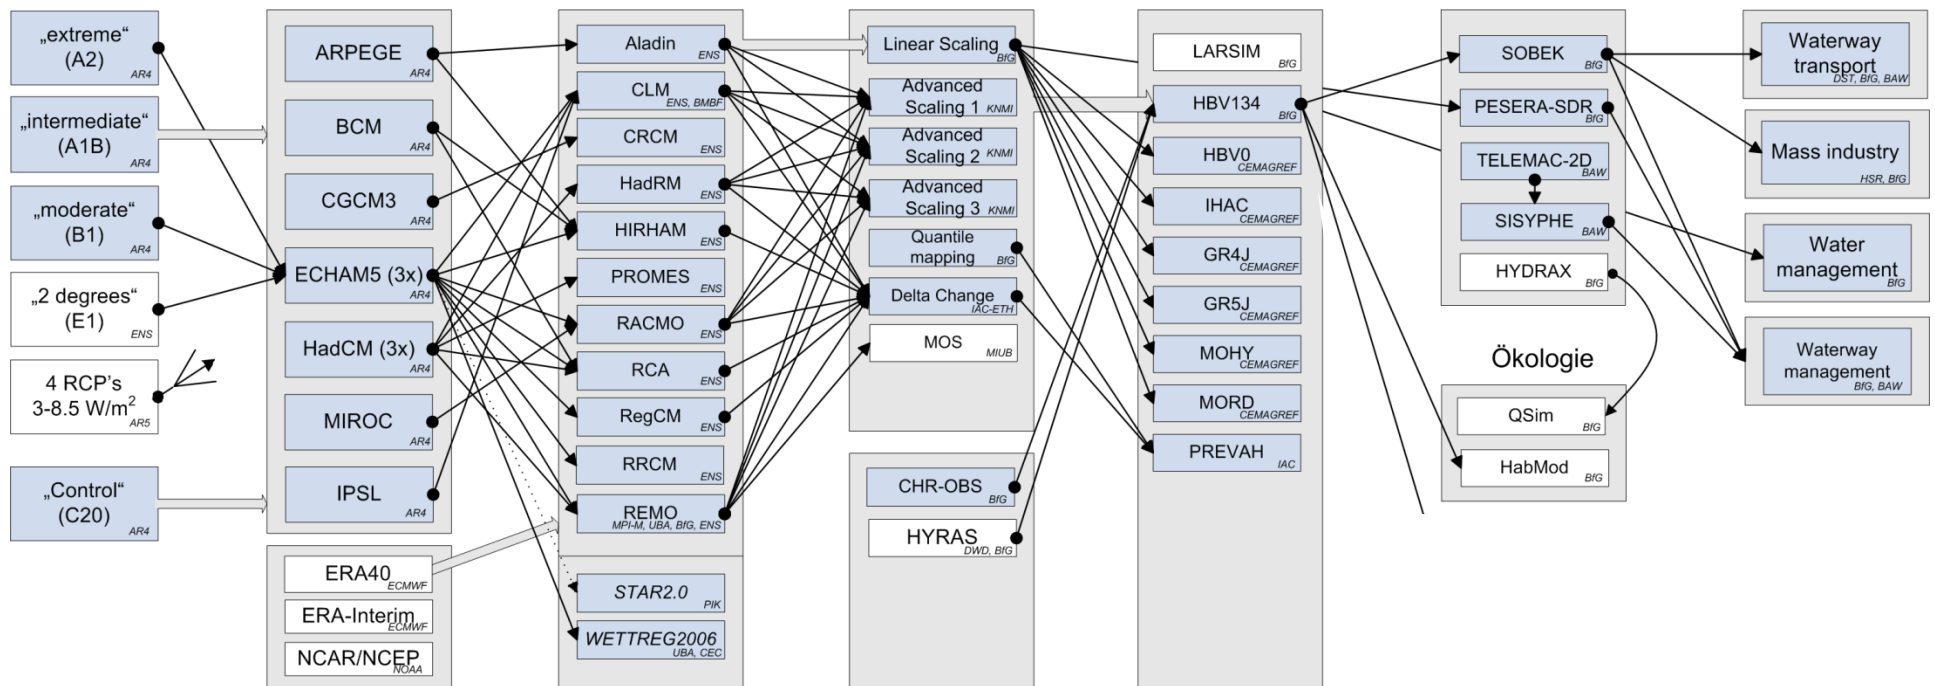 „extreme“
(A2)
AR4
„intermediate“
(A1B)
AR4
„moderate“
(B1)
AR4
„2 degrees“
(E1)
ENS
4 RCP's
3-8.5 W/m²
AR5
„Control“
(C20)
AR4
ARPEGE
AR4
BCM
AR4
CGCM3
AR4
ECHAM5 (3x)
AR4
HadCM (3x)
AR4
MIROC
AR4
IPSL
AR4
ERA40
ECMWF
ERA-Interim
ECMWF
NCAR/NCEP
NOAA
Aladin
ENS
CLM
ENS, BMBF
CRCM
ENS
HadRM
ENS
HIRHAM
ENS
PROMES
ENS
RACMO
ENS
RCA
ENS
RegCM
ENS
RRCM
ENS
REMO
MPI-M, UBA, BfG, ENS
STAR2.0
PIK
WETTREG2006
UBA, CEC
Linear Scaling
BfG
Advanced
Scaling 1 KNMI
Advanced
Scaling 2 KNMI
Advanced
Scaling 3 KNMI
Quantile
mapping
BfG
Delta Change
IAC-ETH
MOS
MIUB
CHR-OBS
BfG
HYRAS
DWD, BfG
LARSIM
BfG
HBV134
BfG
HBV0
CEMAGREF
IHAC
CEMAGREF
GR4J
CEMAGREF
GR5J
CEMAGREF
MOHY
CEMAGREF
MORD
CEMAGREF
PREVAH
IAC
SOBEK
BfG
PESERA-SDR
BfG
TELEMAC-2D
BAW
SISYPHE
BAW
HYDRAX
BfG
Ökologie
QSim
BfG
HabMod
BfG
Waterway
transport
DST, BfG, BAW
Mass industry
HSR, BfG
Water
management
BfG
Waterway
management
BfG, BAW